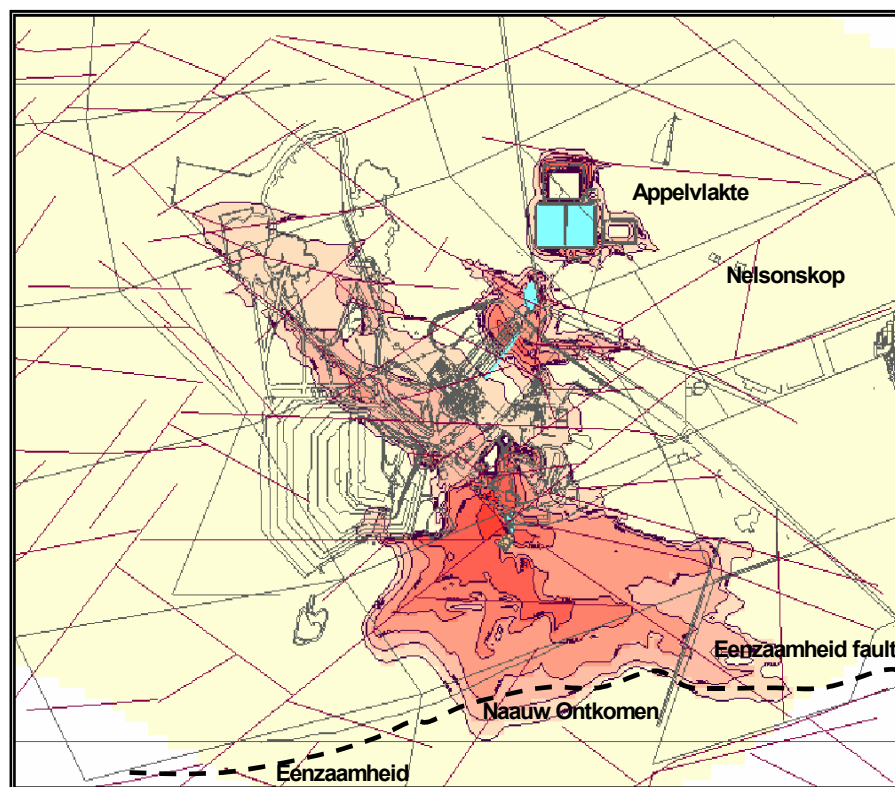 Appelvlakte
Nelsonskop
Eenzaamheid fault
Naauw Ontkomen
Eenzaamheid